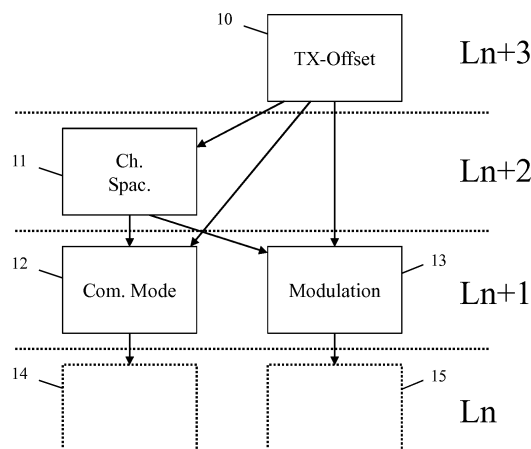 10
TX-Offset
Ln+3
11
Ch.
Spac.
Ln+2
12
Com. Mode
13
Modulation
Ln+1
14
15
Ln